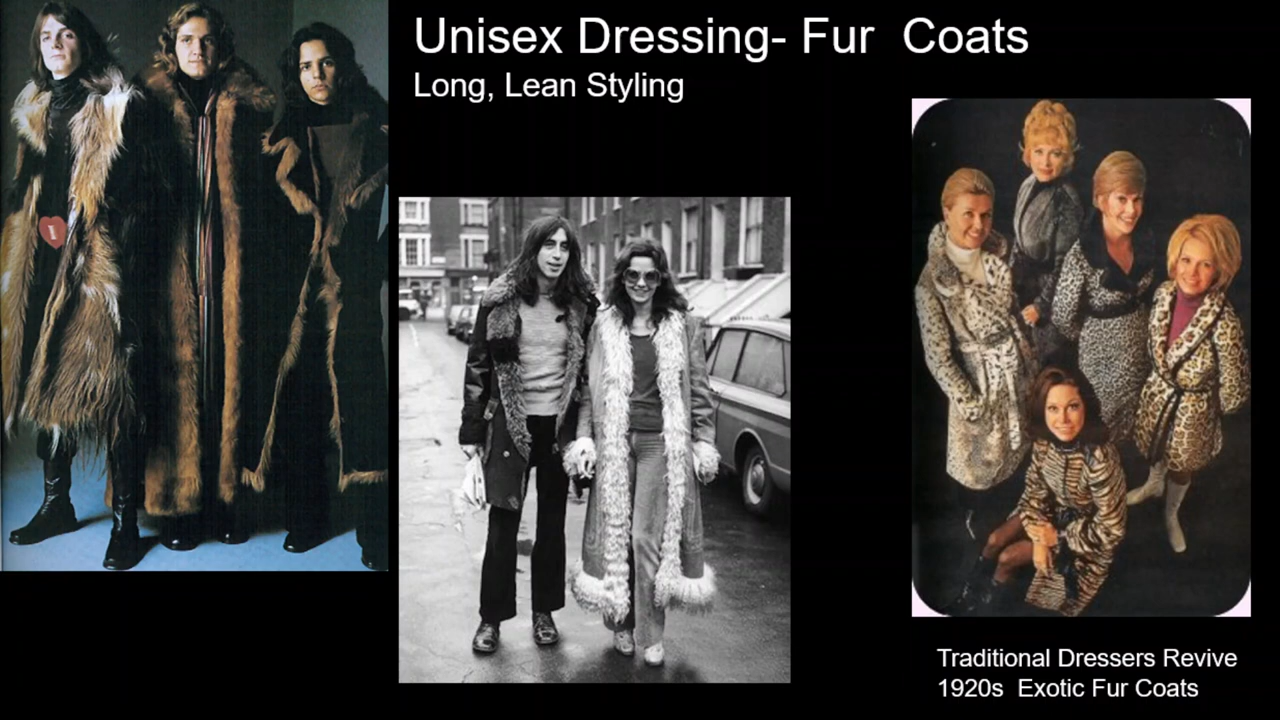 Unisex Dressing- Fur  Coats
Long, Lean Styling
Traditional Dressers Revive
1920s  Exotic Fur Coats